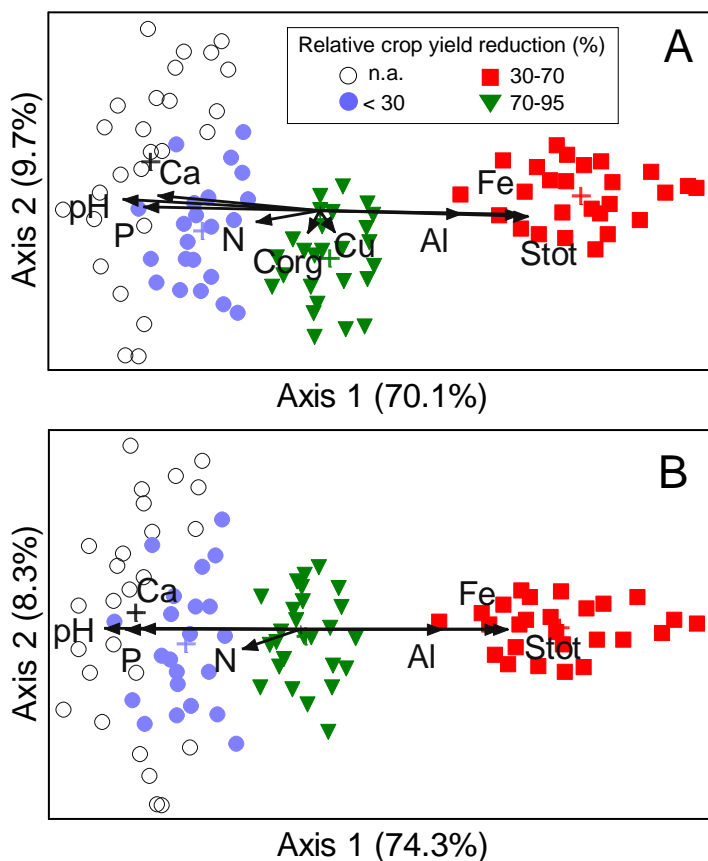 A
Relative crop yield reduction (%)
n.a.
30-70
< 30
70-95
Ca
Fe
pH
P
N
Al
Cu
Corg
Stot
Axis 2 (9.7%)
Axis 1 (70.1%)
B
Ca
Fe
pH
P
N
Al
Stot
Axis 2 (8.3%)
Axis 1 (74.3%)